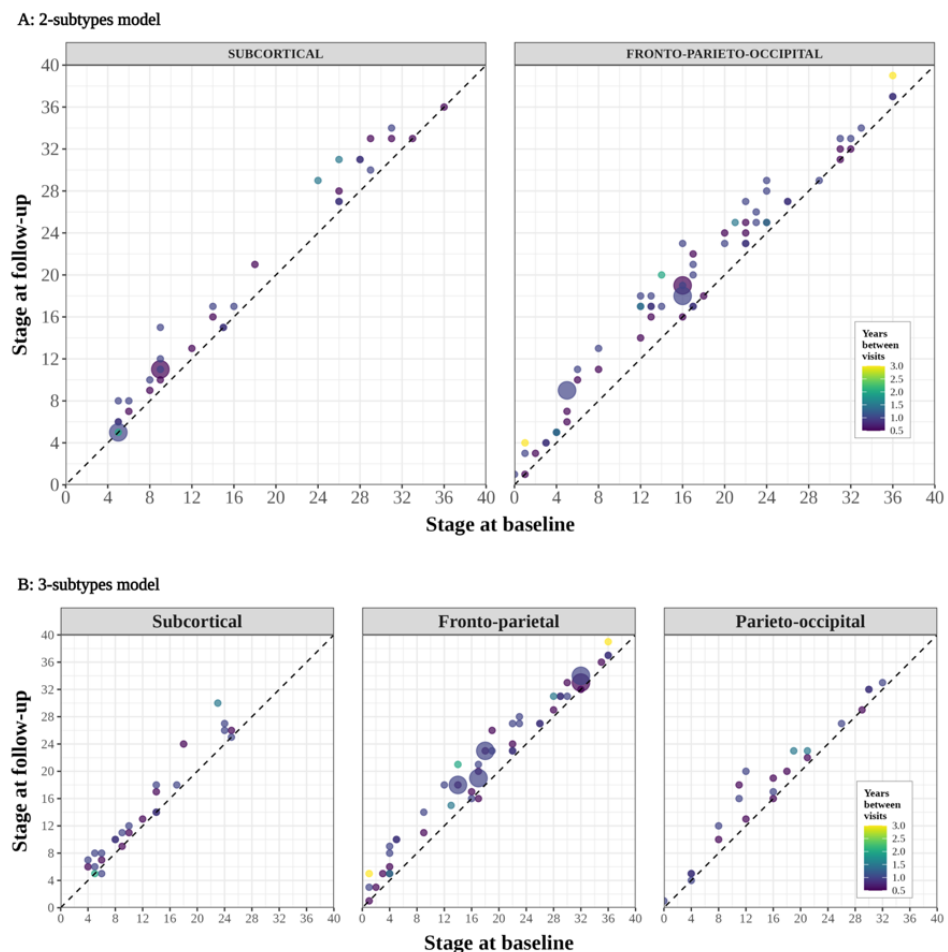 A: 2-subtypes model
SUBCORTICAL
FRONTO-PARIETO-OCCIPITAL
40
36
32
28
24
20
16
12
8
4
0
Stage at follow-up
0 4 8 12 16 20 24 28 32 36 40
0 4 8 12 16 20 24 28 32 36 40
Stage at baseline
Years
between
visits
3.0
2.5
2.0
1.5
1.0
0.5
B: 3-subtypes model
Subcortical
Fronto-parietal
Parieto-occipital
40
36
32
28
24
20
16
12
8
4
0
Stage at follow-up
0 4 8 12 16 20 24 28 32 36 40
0 4 8 12 16 20 24 28 32 36 40
0 4 8 12 16 20 24 28 32 36 40
Stage at baseline
Years
between
visits
3.0
2.5
2.0
1.5
1.0
0.5